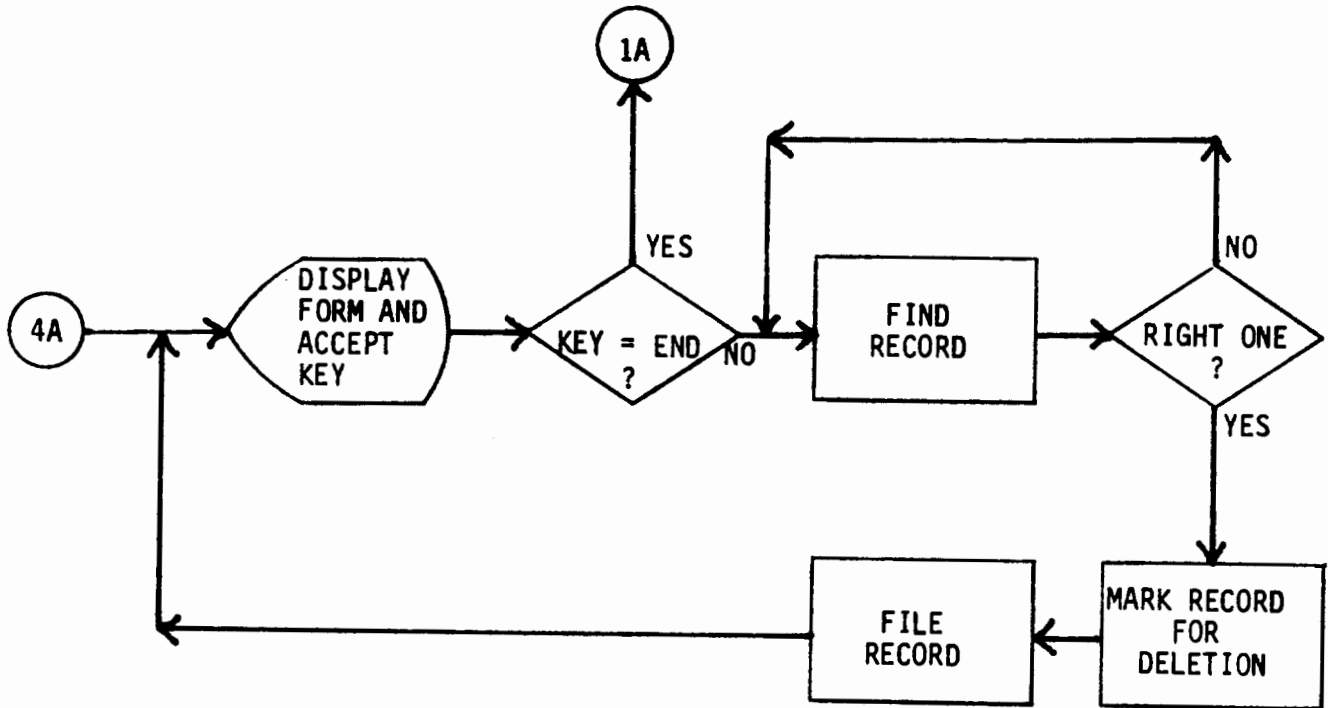 1A
YES
NO
4A
DISPLAY
FORM AND
ACCEPT
KEY
KEY = END
?
NO
FIND
RECORD
RIGHT ONE
?
YES
FILE
RECORD
MARK RECORD
FOR
DELETION